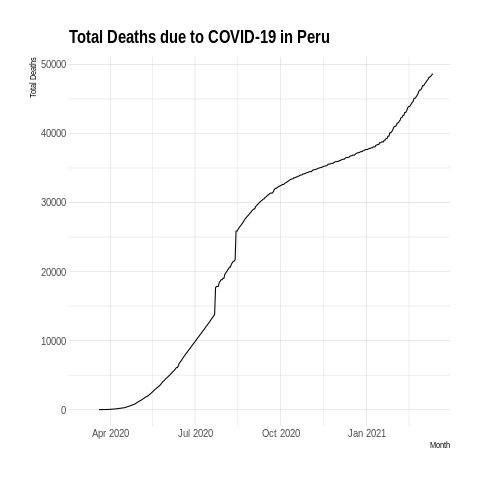 Total Deaths due to COVID-19 in Peru
Total Deaths
50000
40000
30000
20000
10000
0
Apr 2020 Jul 2020 Oct 2020 Jan 2021
Month